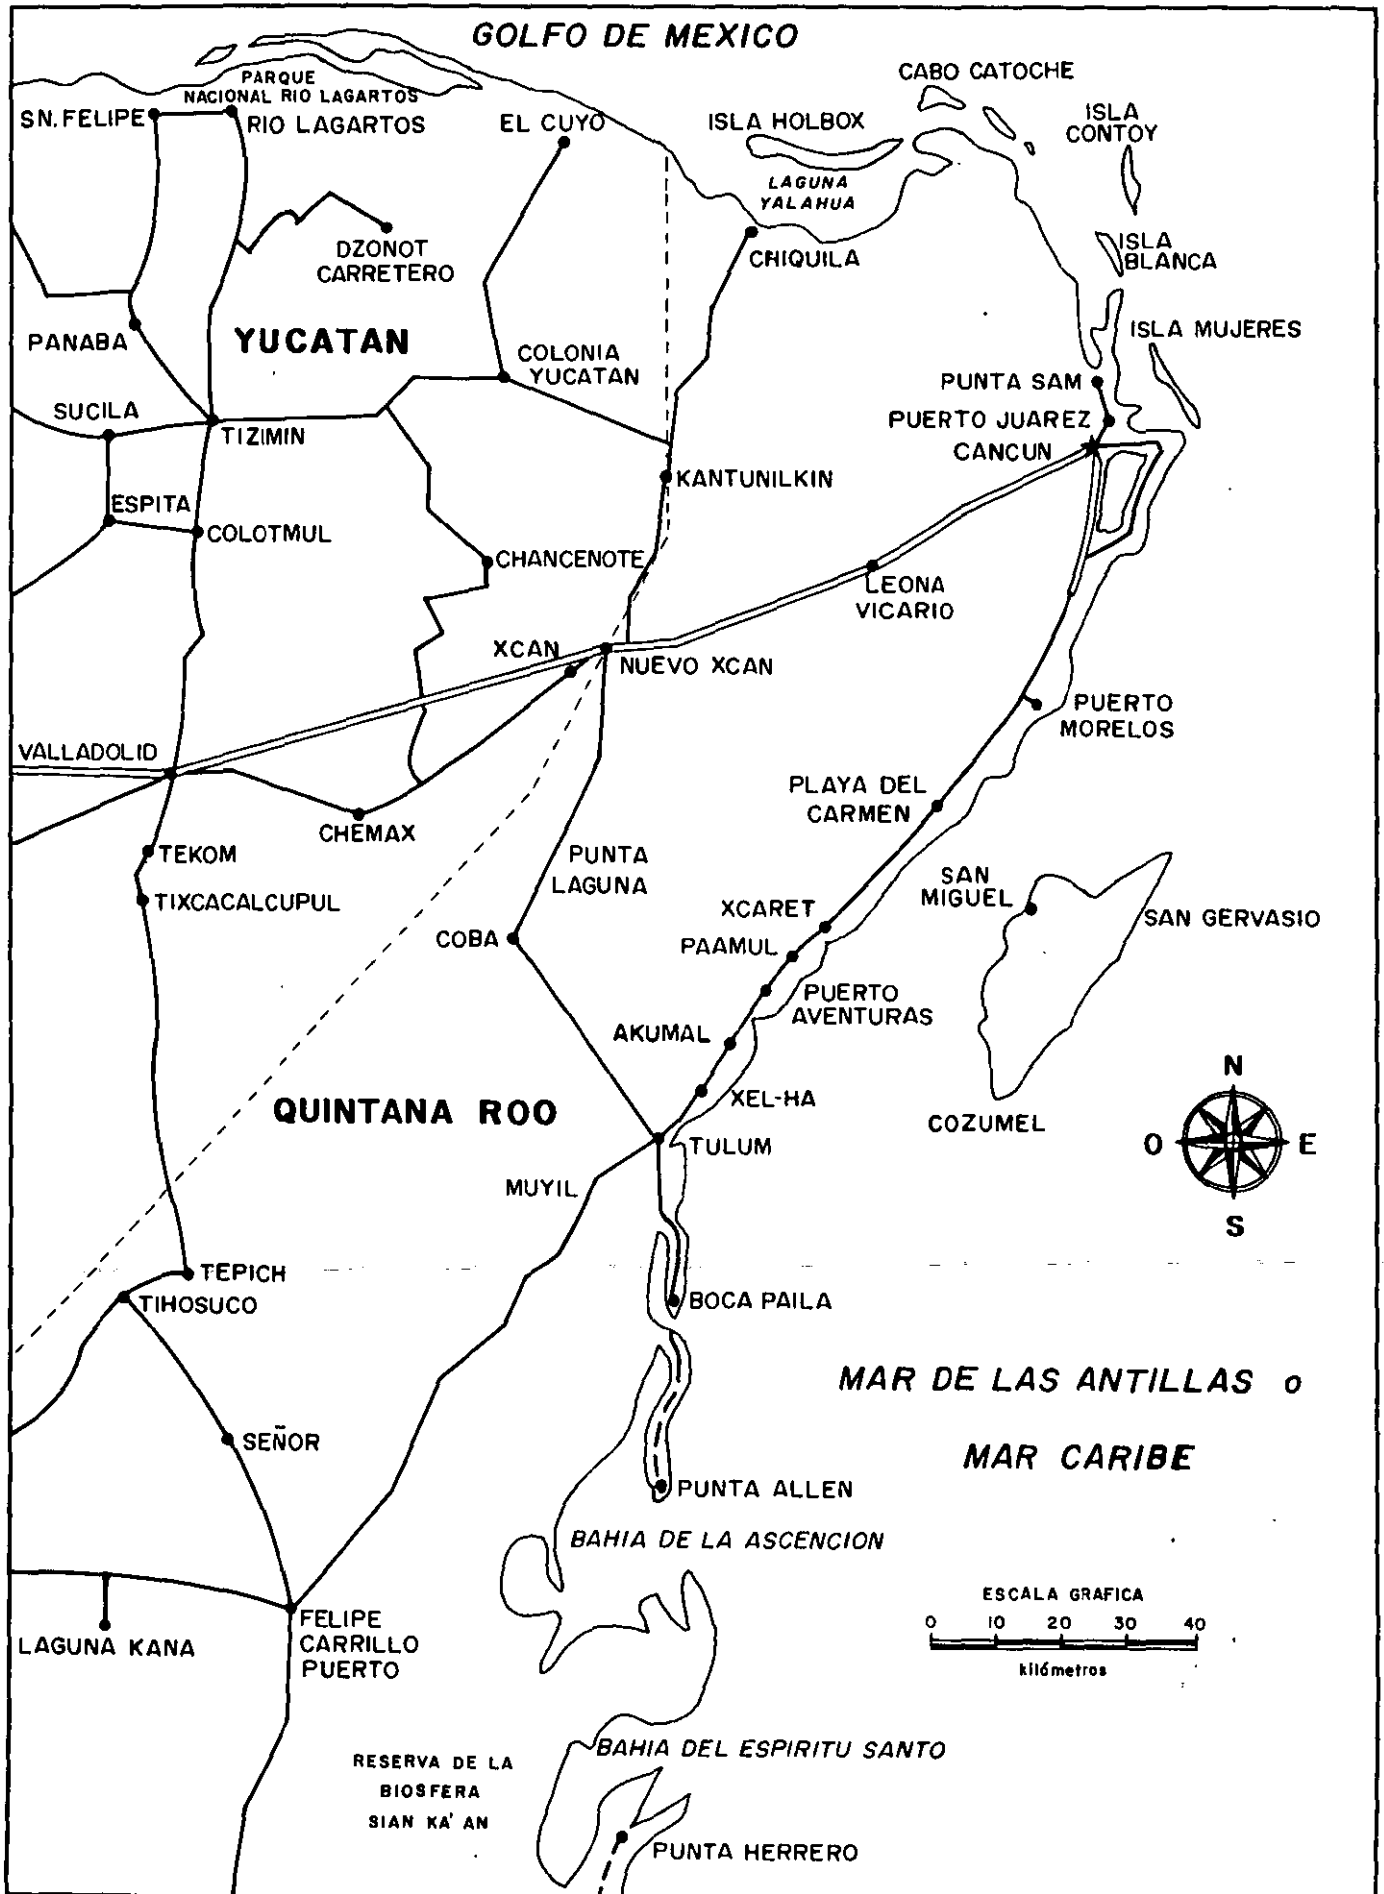 GOLFO DE MEXICO
CABO CATOCHE
PARQUE
NACIONAL RIO LAGARTOS
SN. FELIPE
RIO LAGARTOS
EL CUYO
ISLA HOLBOX
ISLA
CONTOY
LAGUNA
YALAHUA
DZONOT
CARRETERO
CHIQUILA
ISLA
BLANCA
PANABA
YUCATAN
COLONIA
YUCATAN
ISLA MUJERES
PUNTA SAM
SUCILA
TIZIMIN
PUERTO JUAREZ
CANCUN
KANTUNILKIN
ESPITA
COLOTMUL
CHANCENOTE
LEONA
VICARIO
XCAN
NUEVO XCAN
PUERTO
MORELOS
VALLADOLID
PLAYA DEL
CARMEN
CHEMAX
TEKOM
PUNTA
LAGUNA
TIXCACALCUPUL
SAN
MIGUEL
XCARET
SAN GERVASIO
COBA
PAAMUL
PUERTO
AVENTURAS
AKUMAL
XEL-HA
QUINTANA ROO
COZUMEL
N
O
E
S
TULUM
MUYIL
TEPICH
TIHOSUCO
BOCA PAILA
MAR DE LAS ANTILLAS o
MAR CARIBE
SEÑOR
PUNTA ALLEN
BAHIA DE LA ASCENCION
ESCALA GRAFICA
0 10 20 30 40
kilómetros
LAGUNA KANA
FELIPE
CARRILLO
PUERTO
BAHIA DEL ESPIRITU SANTO
RESERVA DE LA
BIOSFERA
SIAN KA' AN
PUNTA HERRERO